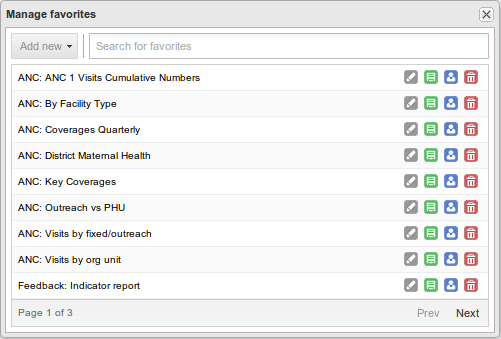 Manage favorites
Add new
Search for favorites
ANC: ANC 1 Visits Cumulative Numbers
ANC: By Facility Type
ANC: Coverages Quarterly
ANC: District Maternal Health
ANC: Key Coverages
ANC: Outreach vs PHU
ANC: Visits by fixed/outreach
ANC: Visits by org unit
Feedback: Indicator report
Page 1 of 3
Prev
Next